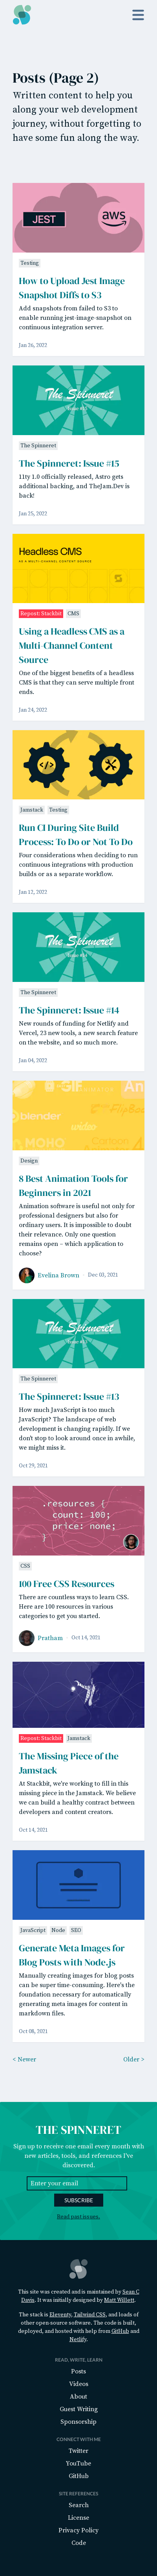 Posts (Page 2)
Written content to help you
along your web development
journey, without forgetting to
have some fun along the way.
JEST
aws
Testing
How to Upload Jest Image
Snapshot Diffs to S3
Add snapshots from failed to S3 to
enable running jest-image-snapshot on
your continuous integration server.
Jan 26, 2022
The Spinneret
The Spinneret
The Spinneret: Issue #15
11ty 1.0 officially released, Astro gets
additional backing, and TheJam.Dev is
back!
Jan 25, 2022
Headless CMS
AS A MULTI-CHANNEL CONTENT SOURCE
Repost: Stackbit CMS
Using a Headless CMS as a
Multi-Channel Content
Source
One of the biggest benefits of a headless
CMS is that they can serve multiple front
ends.
Jan 24, 2022
Jamstack Testing
Run CI During Site Build
Process: To Do or Not To Do
Four considerations when deciding to run
continuous integration with production
builds or as a separate workflow.
Jan 12, 2022
The Spinneret
The Spinneret
The Spinneret: Issue #14
New rounds of funding for Netlify and
Vercel, 23 new tools, a new search feature
on the website, and so much more.
Jan 04, 2022
GIF
An
blender
FlipBo
video
MOHO
Cartoon
Design
8 Best Animation Tools for
Beginners in 2021
Animation software is useful not only for
professional designers but also for
ordinary users. It is impossible to doubt
their relevance. Only one question
remains open – which application to
choose?
Evelina Brown Dec 03, 2021
The Spinneret
The Spinneret
The Spinneret: Issue #13
How much JavaScript is too much
JavaScript? The landscape of web
development is changing rapidly. If we
don't stop to look around once in awhile,
we might miss it.
Oct 29, 2021
.resources {
count: 100;
price: none;
}
CSS
100 Free CSS Resources
There are countless ways to learn CSS.
Here are 100 resources in various
categories to get you started.
Pratham Oct 14, 2021
Repost: Stackbit Jamstack
The Missing Piece of the
Jamstack
At Stackbit, we're working to fill in this
missing piece in the Jamstack. We believe
we can build a healthy ecosystem that
empowers developers and content creators.
Oct 14, 2021
JavaScript Node SEO
Generate Meta Images for
Blog Posts with Node.js
Manually creating images for blog posts
can be super time-consuming. Here's the
foundation necessary for automatically
generating meta images for content in
markdown files.
Oct 08, 2021
< Newer
Older >
THE SPINNERET
Sign up to receive one email every month with
new articles, tools, and experiences I've
discovered.
Enter your email
SUBSCRIBE
Read past issues.
This site was created and is maintained by Sean C
Davis. It was initially designed by Matt Willett.
The stack is Eleventy, Tailwind CSS, and loads of
other open-source software. The code is built,
deployed, and hosted with help from GitHub and
Netlify.
READ, WRITE, LEARN
Posts
Videos
About
Guest Writing
Sponsorship
CONNECT WITH ME
Twitter
YouTube
GitHub
SITE REFERENCES
Search
License
Privacy Policy
Code